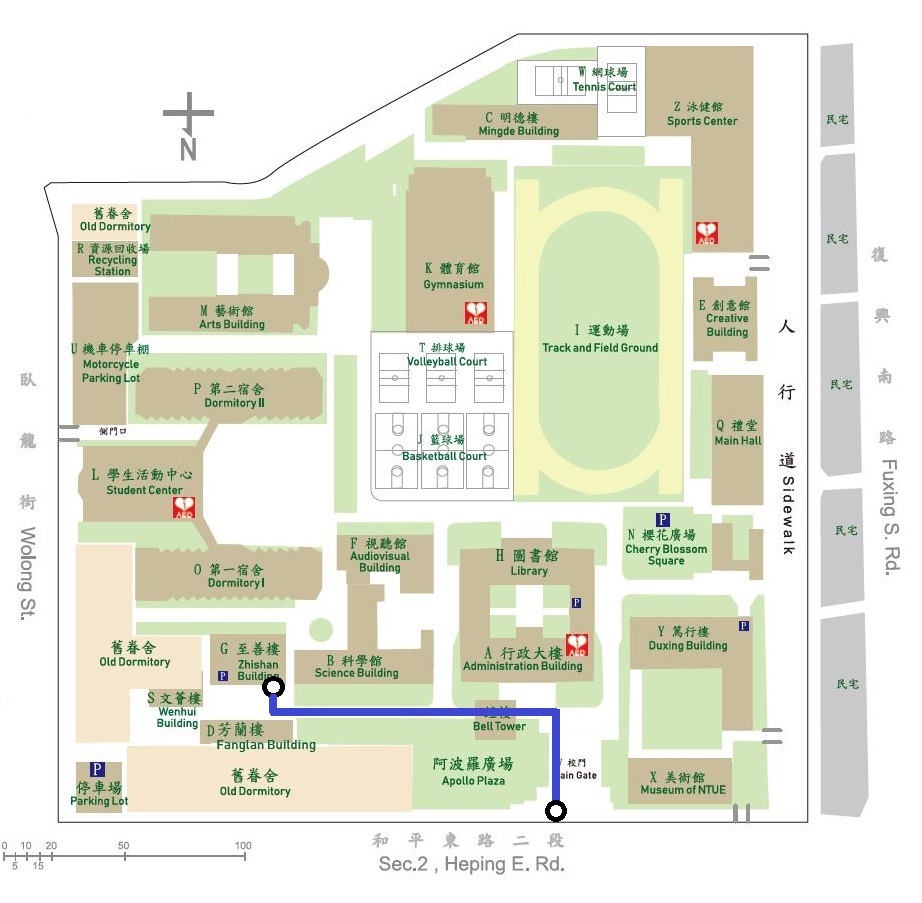 W 網球場
Tennis Court
C 明德樓
Mingde Building
Z 泳健館
Sports Center
民宅
N
舊眷舍
Old Dormitory
R 資源回收場
Recycling
Station
AED
民宅
復興南路 Fuxing S. Rd.
K 體育館
Gymnasium
AED
M 藝術館
Arts Building
E 創意館
Creative
Building
I 運動場
Track and Field Ground
人行道 Sidewalk
U 機車停車棚
Motorcycle
Parking Lot
T 排球場
Volleyball Court
P 第二宿舍
Dormitory II
民宅
臥龍街 Wolong St.
側門口
Q 禮堂
Main Hall
J 籃球場
Basketball Court
L 學生活動中心
Student Center
AED
P
N 櫻花廣場
Cherry Blossom
Square
民宅
F 視聽館
Audiovisual
Building
H 圖書館
Library
O 第一宿舍
Dormitory I
P
P
舊眷舍
Old Dormitory
G 至善樓
Zhishan
Building
P
B 科學館
Science Building
A 行政大樓
Administration Building
AED
Y 篤行樓
Duxing Building
民宅
S 文薈樓
Wenhui
Building
Bell Tower
D 芳蘭樓
Fanglan Building
P
停車場
Parking Lot
舊眷舍
Old Dormitory
阿波羅廣場
Apollo Plaza
校門
ain Gate
X 美術館
Museum of NTUE
和平東路二段
Sec.2 , Heping E. Rd.
0 10 20 50 100
5 15